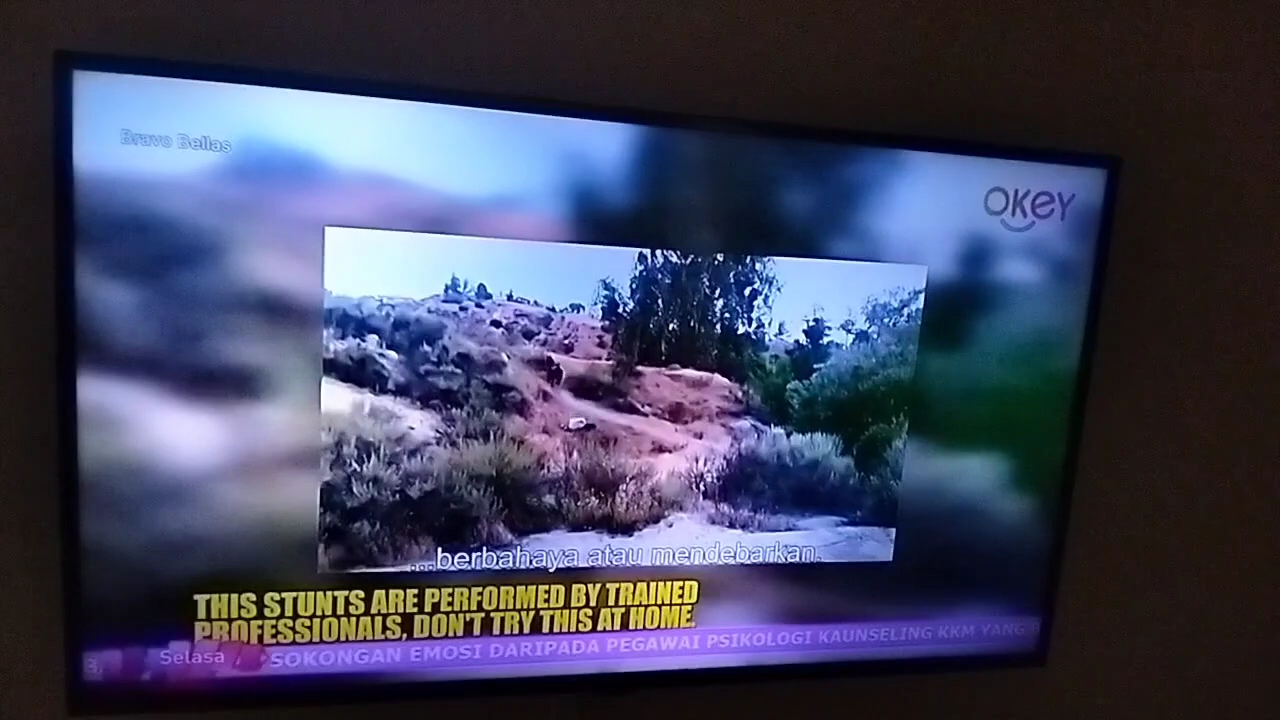 Bravo Bellas
OKEY
...berbahaya atau mendebarkan.
THIS STUNTS ARE PERFORMED BY TRAINED
PROFESSIONALS, DON'T TRY THIS AT HOME.
Selasa
SOKONGAN EMOSI DARIPADA PEGAWAI PSIKOLOGI KAUNSELING KKM YANG